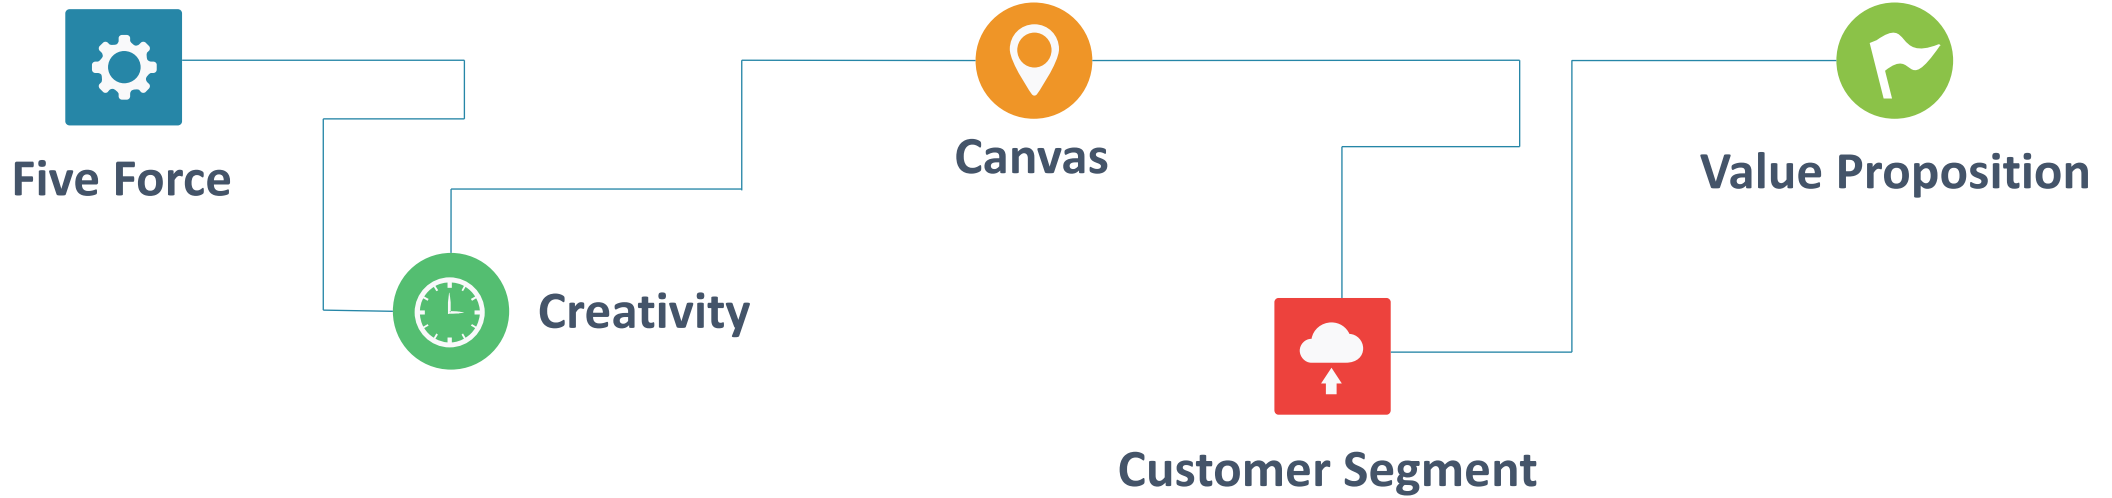 Five Force
Creativity
Canvas
Customer Segment
Value Proposition